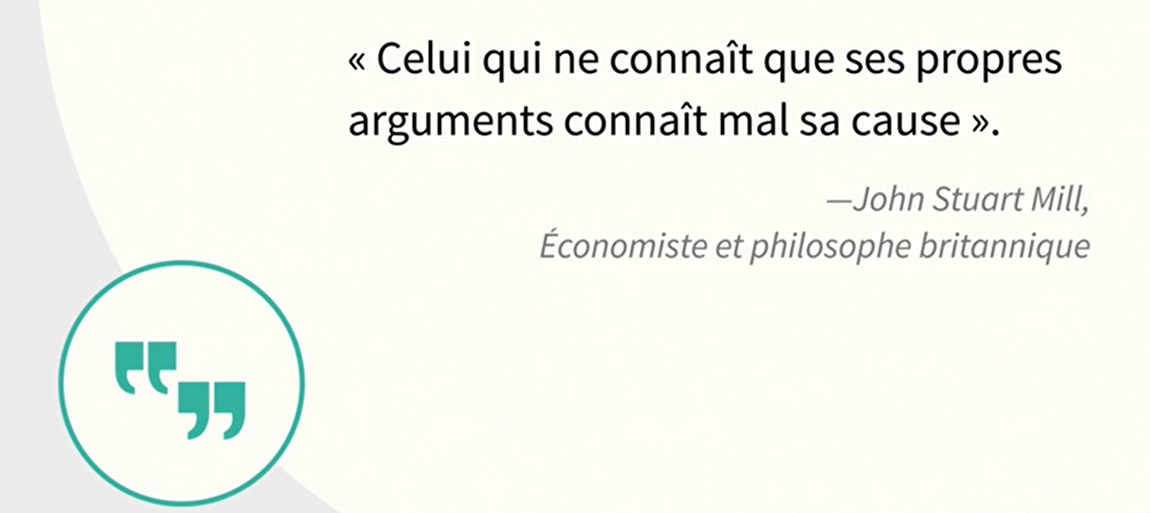 « Celui qui ne connaît que ses propres
arguments connaît mal sa cause ».
—John Stuart Mill,
Économiste et philosophe britannique